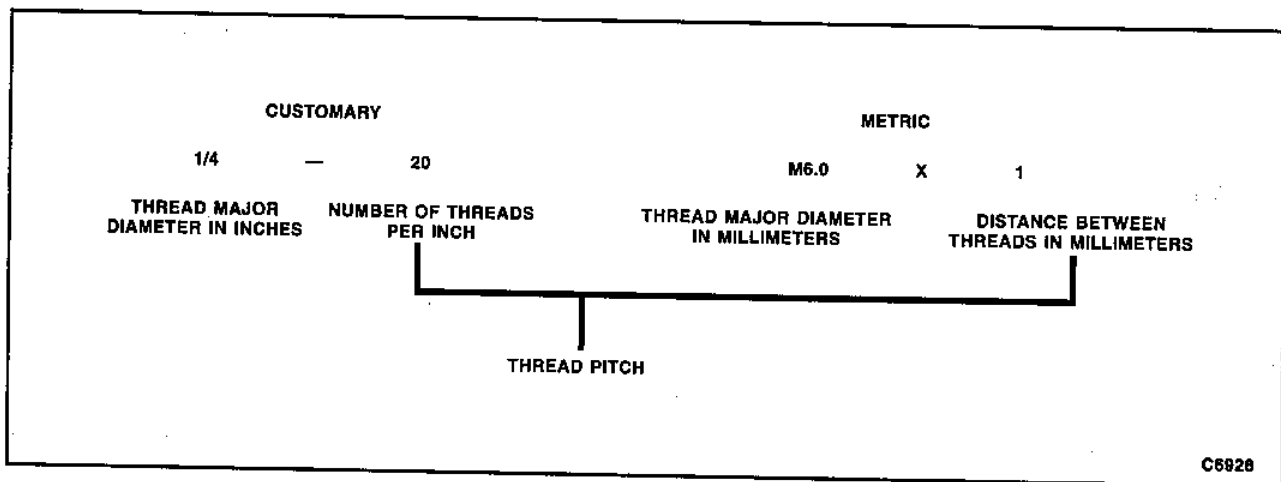 CUSTOMARY
1/4 — 20
THREAD MAJOR
DIAMETER IN INCHES
NUMBER OF THREADS
PER INCH
METRIC
M6.0 X 1
THREAD MAJOR DIAMETER
IN MILLIMETERS
DISTANCE BETWEEN
THREADS IN MILLIMETERS
THREAD PITCH
C6926